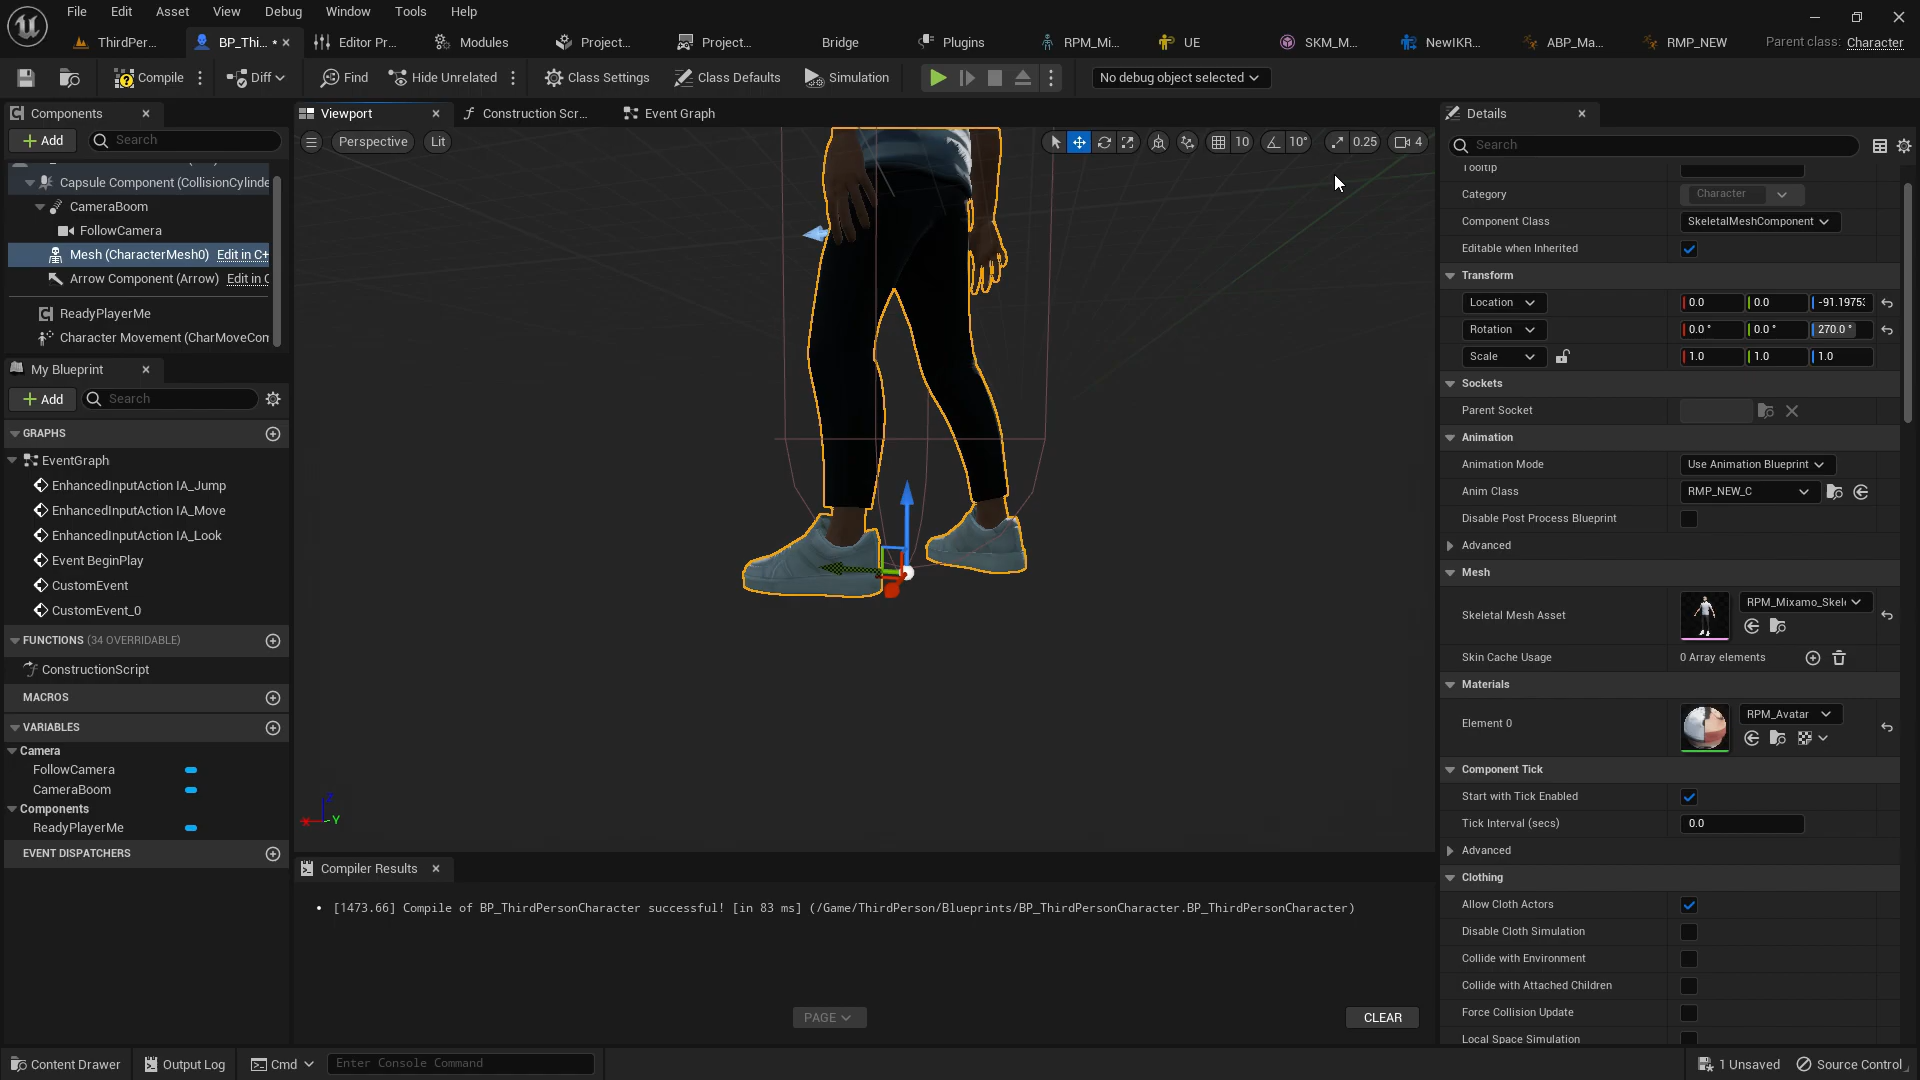 File Edit Asset View Debug Window Tools Help
ThirdPer... BP_Thi... • Editor Pr... Modules Project... Project... Bridge Plugins RPM_Mi... UE SKM_M... NewIKR... ABP_Ma... RMP_NEW Parent class: Character
Compile Diff Find Hide Unrelated Class Settings Class Defaults Simulation No debug object selected
Components
Add Search
Capsule Component (CollisionCylinde
CameraBoom
FollowCamera
Mesh (CharacterMesh0) Edit in C+
Arrow Component (Arrow) Edit in C
ReadyPlayerMe
Character Movement (CharMoveCon
My Blueprint
Add Search
GRAPHS
EventGraph
EnhancedInputAction IA_Jump
EnhancedInputAction IA_Move
EnhancedInputAction IA_Look
Event BeginPlay
CustomEvent
CustomEvent_0
FUNCTIONS (34 OVERRIDABLE)
ConstructionScript
MACROS
VARIABLES
Camera
FollowCamera
CameraBoom
Components
ReadyPlayerMe
EVENT DISPATCHERS
Viewport Construction Scr... Event Graph
Perspective Lit 10 10° 0.25 4
Z
X Y
Compiler Results
[1473.66] Compile of BP_ThirdPersonCharacter successful! [in 83 ms] (/Game/ThirdPerson/Blueprints/BP_ThirdPersonCharacter.BP_ThirdPersonCharacter)
PAGE CLEAR
Details
Search
Tooltip
Category Character
Component Class SkeletalMeshComponent
Editable when Inherited
Transform
Location 0.0 0.0 -91.1975
Rotation 0.0 ° 0.0 ° 270.0 °
Scale 1.0 1.0 1.0
Sockets
Parent Socket
Animation
Animation Mode Use Animation Blueprint
Anim Class RMP_NEW_C
Disable Post Process Blueprint
Advanced
Mesh
Skeletal Mesh Asset RPM_Mixamo_Skel
Skin Cache Usage 0 Array elements
Materials
Element 0 RPM_Avatar
Component Tick
Start with Tick Enabled
Tick Interval (secs) 0.0
Advanced
Clothing
Allow Cloth Actors
Disable Cloth Simulation
Collide with Environment
Collide with Attached Children
Force Collision Update
Local Space Simulation
Content Drawer Output Log Cmd Enter Console Command 1 Unsaved Source Control